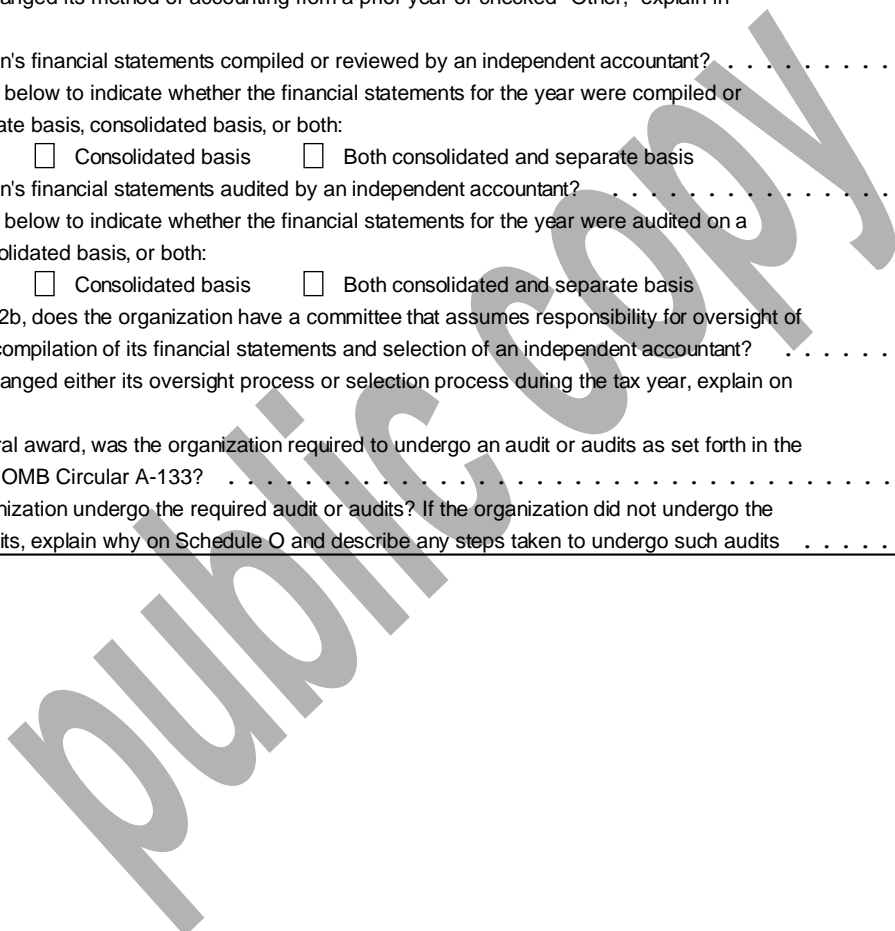 anged its method of accounting from a prior year or checked "Other," explain in
n's financial statements compiled or reviewed by an independent accountant? . . . . . . . . .
below to indicate whether the financial statements for the year were compiled or
ate basis, consolidated basis, or both:
Consolidated basis Both consolidated and separate basis
n's financial statements audited by an independent accountant? . . . . . . . . . . . . . . .
below to indicate whether the financial statements for the year were audited on a
olidated basis, or both:
Consolidated basis Both consolidated and separate basis
2b, does the organization have a committee that assumes responsibility for oversight of
compilation of its financial statements and selection of an independent accountant? . . . . . .
anged either its oversight process or selection process during the tax year, explain on
ral award, was the organization required to undergo an audit or audits as set forth in the
OMB Circular A-133? . . . . . . . . . . . . . . . . . . . . . . . . . . . . . . . . . . .
nization undergo the required audit or audits? If the organization did not undergo the
its, explain why on Schedule O and describe any steps taken to undergo such audits . . . . .
public copy